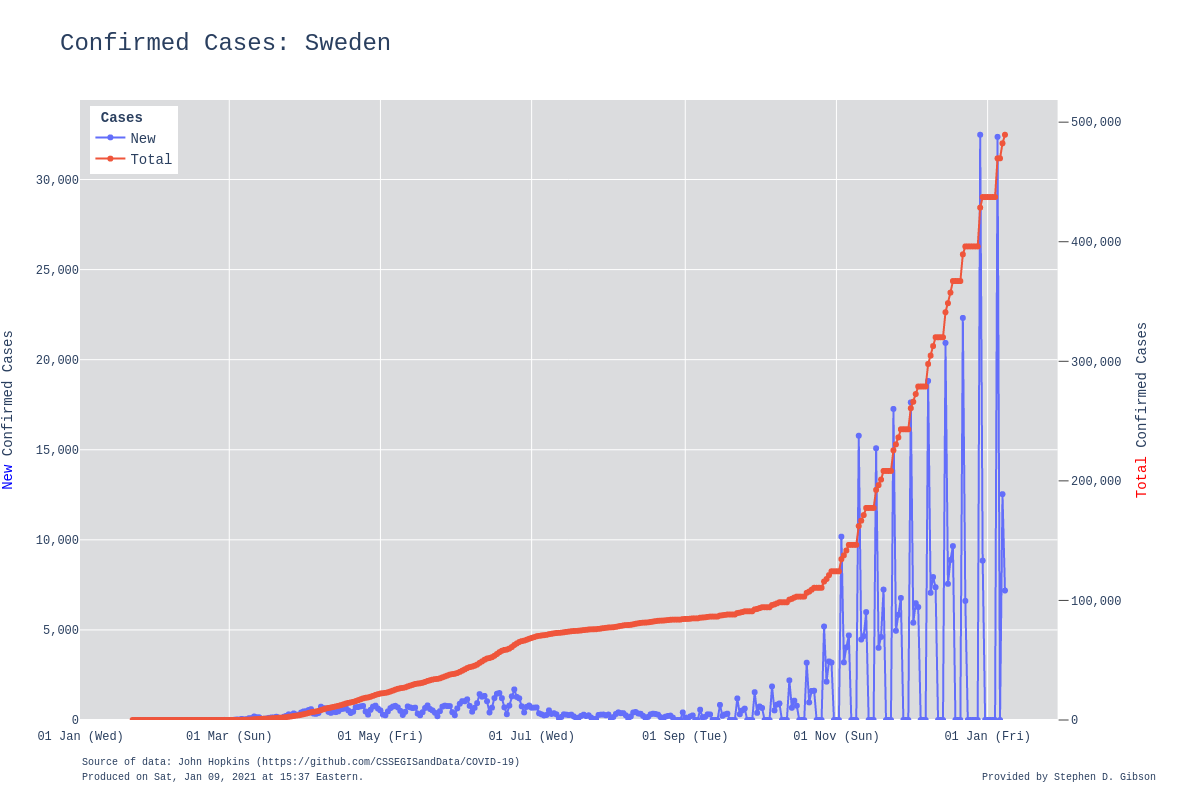 Confirmed Cases: Sweden
Cases
New
Total
30,000
25,000
20,000
15,000
10,000
5,000
0
500,000
400,000
300,000
200,000
100,000
0
New Confirmed Cases
Total Confirmed Cases
01 Jan (Wed) 01 Mar (Sun) 01 May (Fri) 01 Jul (Wed) 01 Sep (Tue) 01 Nov (Sun) 01 Jan (Fri)
Source of data: John Hopkins (https://github.com/CSSEGISandData/COVID-19)
Produced on Sat, Jan 09, 2021 at 15:37 Eastern.
Provided by Stephen D. Gibson